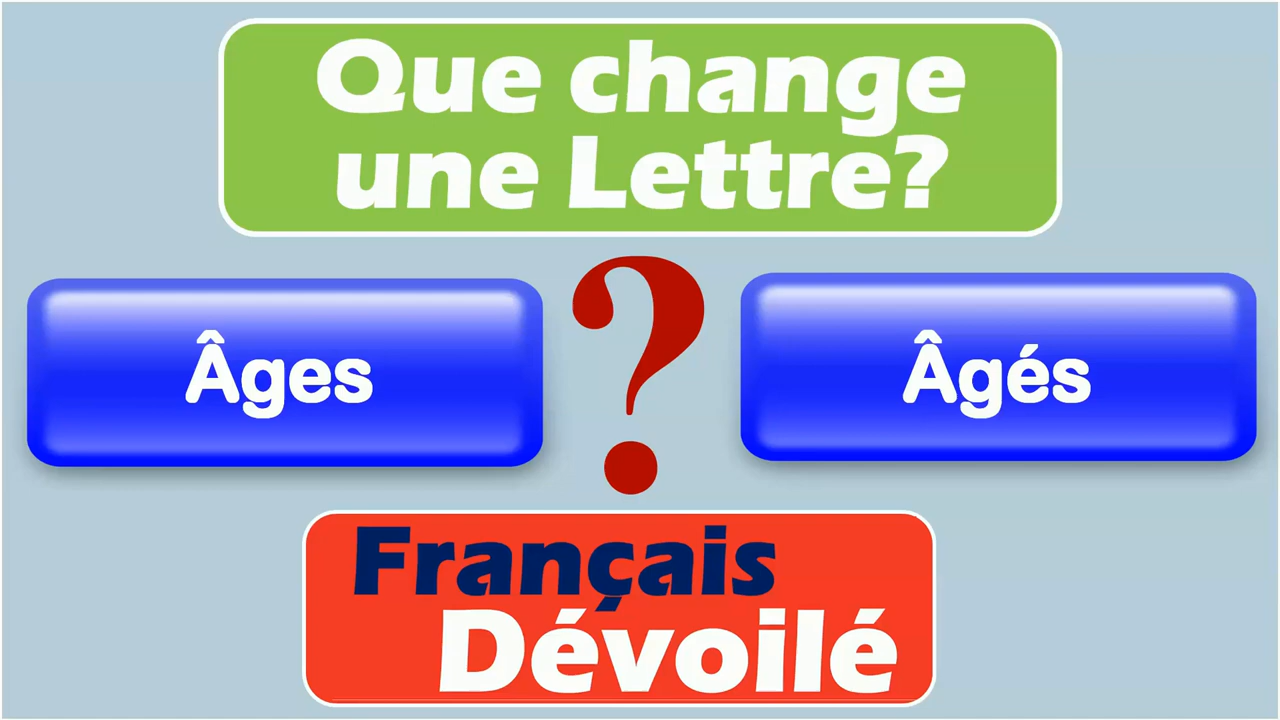 Que change
une Lettre?
Âges
?
Âgés
Français
Dévoilé